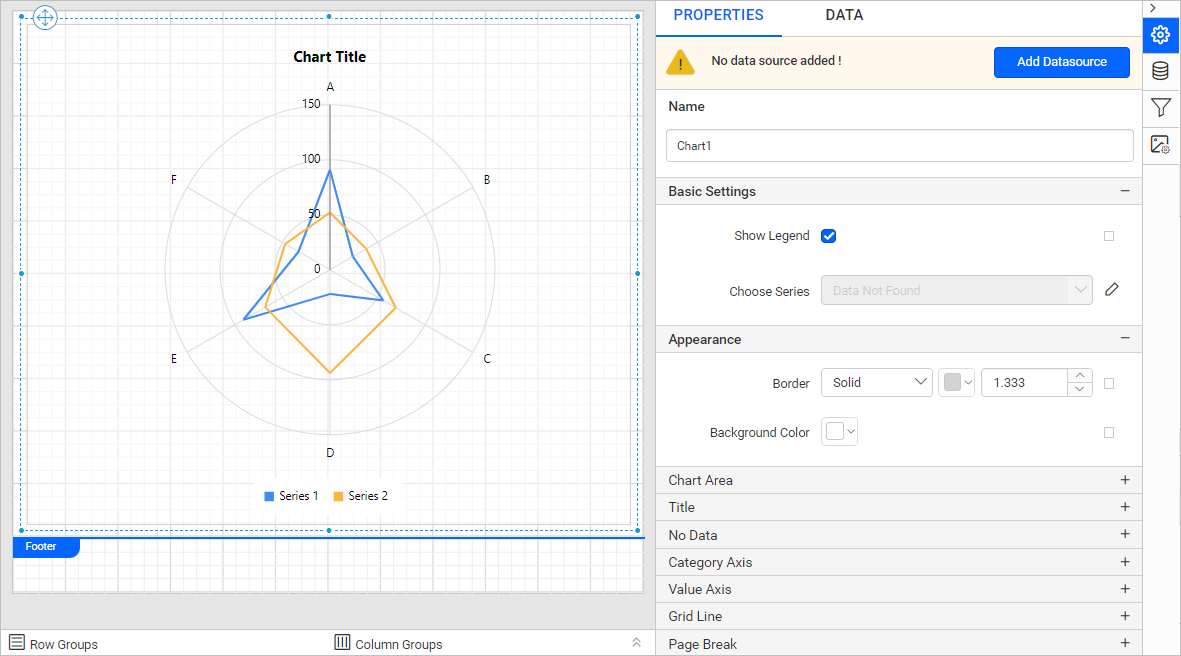 Chart Title
A
150
100
F
B
50
0
E
C
D
Series 1 Series 2
Footer
Row Groups Column Groups
PROPERTIES DATA
No data source added ! Add Datasource
Name
Chart1
Basic Settings
Show Legend
Choose Series Data Not Found
Appearance
Border Solid 1.333
Background Color
Chart Area
Title
No Data
Category Axis
Value Axis
Grid Line
Page Break